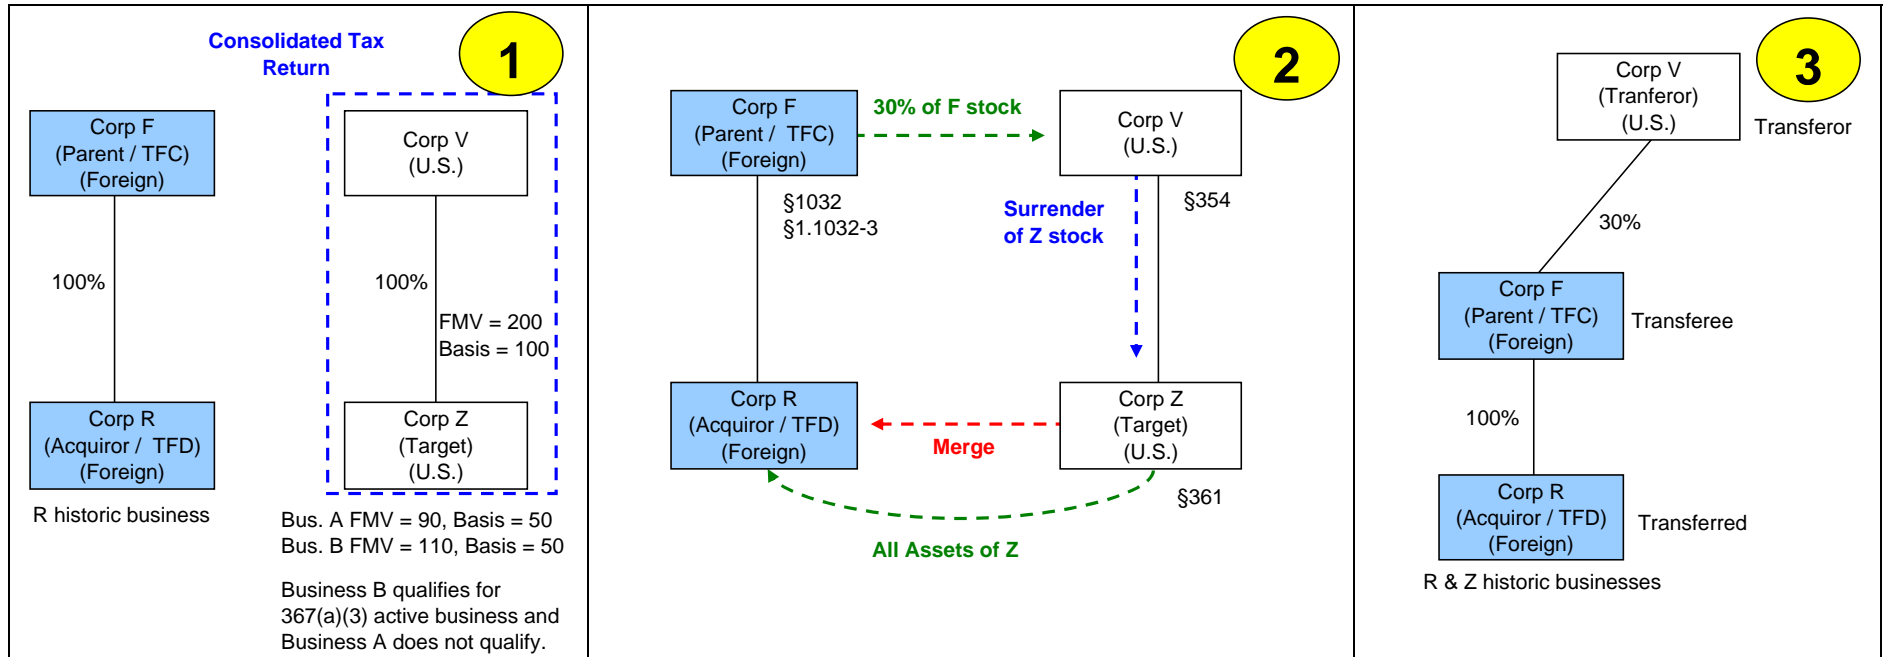 Consolidated Tax
Return
1
Corp F
(Parent / TFC)
(Foreign)
Corp V
(U.S.)
100%
100%
FMV = 200
Basis = 100
Corp R
(Acquiror / TFD)
(Foreign)
Corp Z
(Target)
(U.S.)
R historic business
Bus. A FMV = 90, Basis = 50
Bus. B FMV = 110, Basis = 50
Business B qualifies for
367(a)(3) active business and
Business A does not qualify.
2
Corp F
(Parent / TFC)
(Foreign)
30% of F stock
Corp V
(U.S.)
§1032
§1.1032-3
Surrender
of Z stock
§354
Corp R
(Acquiror / TFD)
(Foreign)
Merge
Corp Z
(Target)
(U.S.)
§361
All Assets of Z
3
Corp V
(Tranferor)
(U.S.)
Transferor
30%
Corp F
(Parent / TFC)
(Foreign)
Transferee
100%
Corp R
(Acquiror / TFD)
(Foreign)
Transferred
R & Z historic businesses